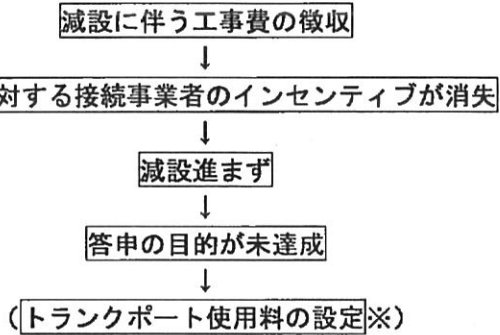 減設に伴う工事費の徴収
↓
対する接続事業者のインセンティブが消失
↓
減設進まず
↓
答申の目的が未達成
↓
（トランクポート使用料の設定※）